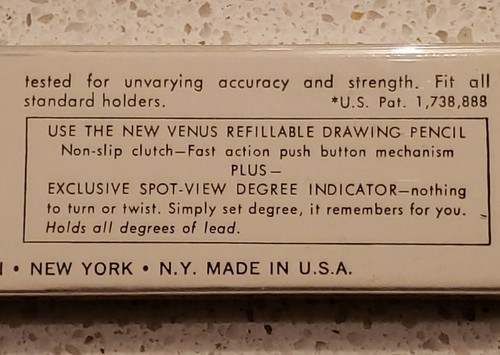 tested for unvarying accuracy and strength. Fit all
standard holders. *U.S. Pat. 1,738,888
USE THE NEW VENUS REFILLABLE DRAWING PENCIL
Non-slip clutch—Fast action push button mechanism
PLUS—
EXCLUSIVE SPOT-VIEW DEGREE INDICATOR—nothing
to turn or twist. Simply set degree, it remembers for you.
Holds all degrees of lead.
• NEW YORK • N.Y. MADE IN U.S.A.